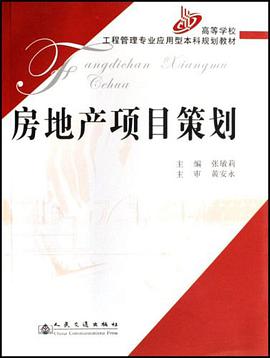 高等学校
工程管理专业应用型本科规划教材
Fangdichan Xiangmu
Cehua
房地产项目策划
主 编 张敏莉
主 审 黄安永
人民交通出版社
China Communications Press